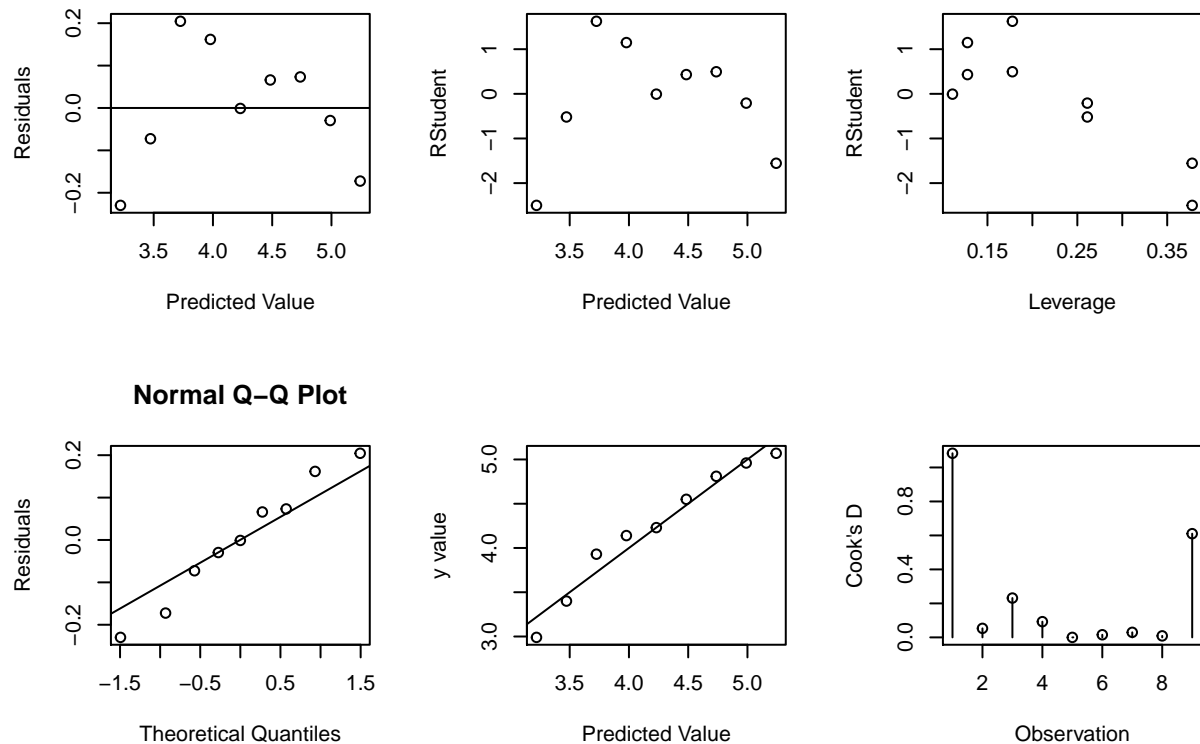 Residuals
−0.2
0.0
0.2
3.5 4.0 4.5 5.0
Predicted Value
RStudent
−2
−1
0
1
3.5 4.0 4.5 5.0
Predicted Value
RStudent
−2
−1
0
1
0.15 0.25 0.35
Leverage
Normal Q−Q Plot
Residuals
−0.2
0.0
0.2
−1.5 −0.5 0.5 1.5
Theoretical Quantiles
y value
3.0
4.0
5.0
3.5 4.0 4.5 5.0
Predicted Value
Cook's D
0.0
0.4
0.8
2 4 6 8
Observation